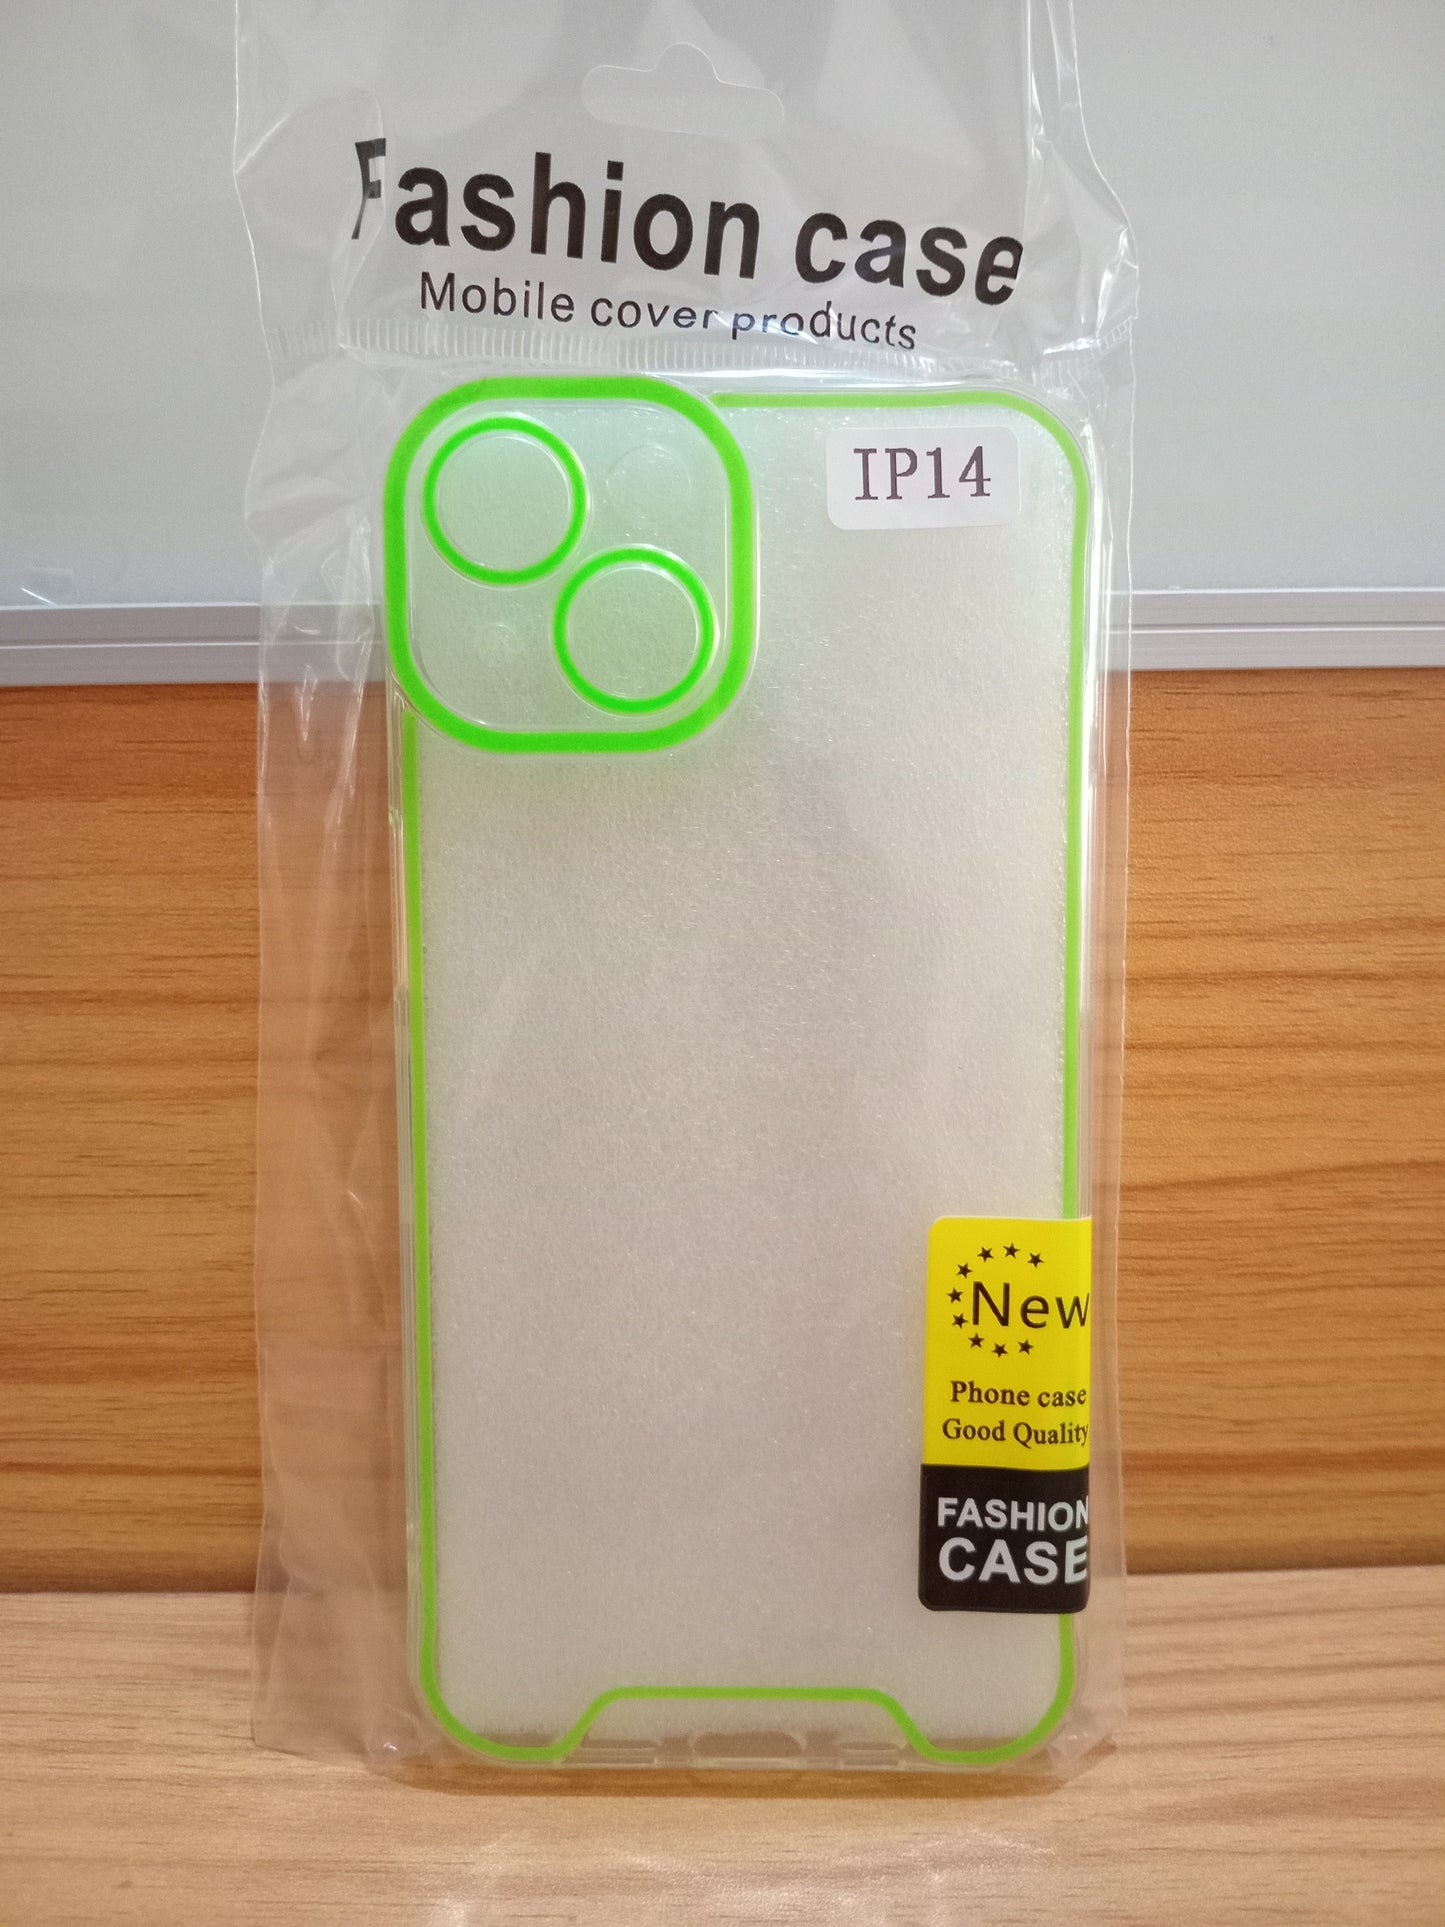 Fashion case
Mobile cover products
IP14
New
Phone case
Good Quality
FASHION
CASE